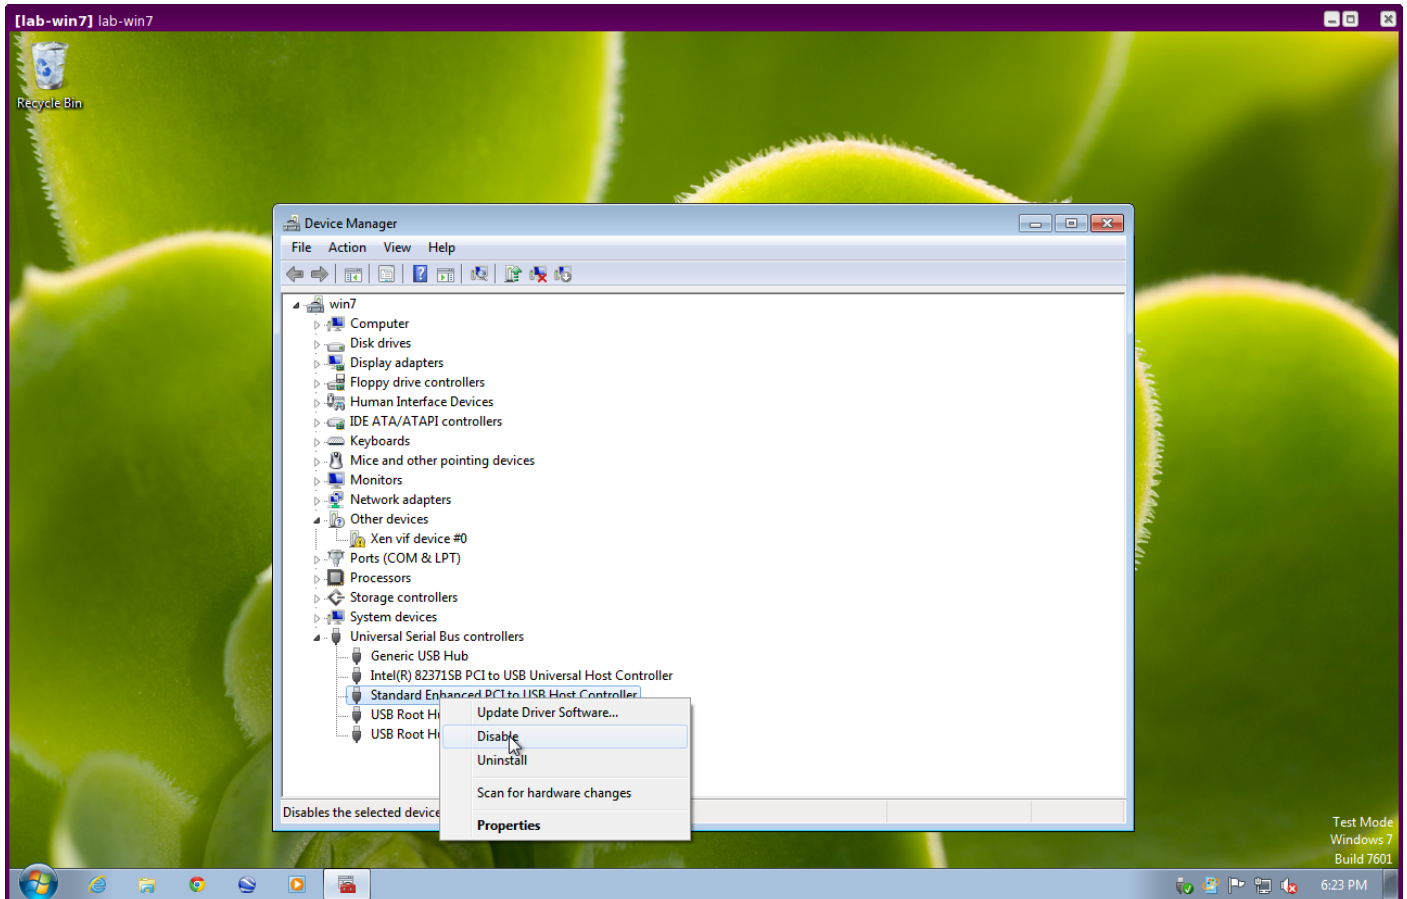 [lab-win7] lab-win7
Recycle Bin
Device Manager
File Action View Help
win7
Computer
Disk drives
Display adapters
Floppy drive controllers
Human Interface Devices
IDE ATA/ATAPI controllers
Keyboards
Mice and other pointing devices
Monitors
Network adapters
Other devices
Xen vif device #0
Ports (COM & LPT)
Processors
Storage controllers
System devices
Universal Serial Bus controllers
Generic USB Hub
Intel(R) 82371SB PCI to USB Universal Host Controller
Standard Enhanced PCI to USB Host Controller
USB Root
USB Root
Update Driver Software...
Disable
Uninstall
Scan for hardware changes
Properties
Disables the selected device
Test Mode
Windows 7
Build 7601
6:23 PM